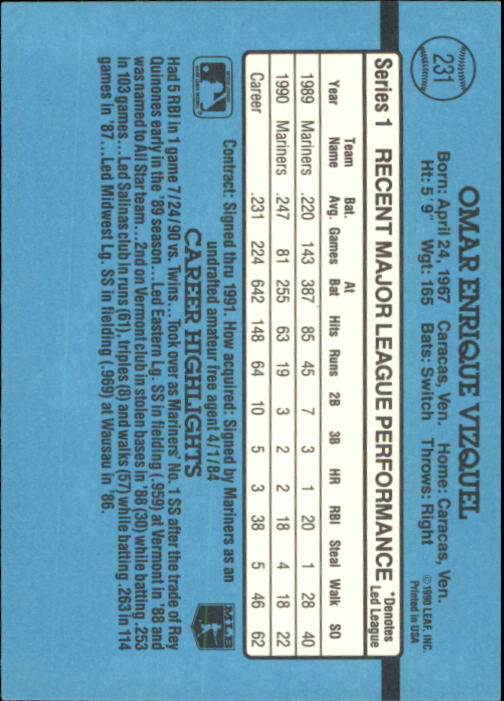 231
OMAR ENRIQUE VIZQUEL
Born: April 24, 1967 Caracas, Ven. Home: Caracas, Ven.
Ht: 5' 9" Wgt: 165 Bats: Switch Throws: Right
© 1990 LEAF, INC.
Printed in USA
Series 1 RECENT MAJOR LEAGUE PERFORMANCE *Denotes Led League
Year Team Name Bat. Avg. Games At Bat Hits Runs 2B 3B HR RBI Steal Walk SO
1989 Mariners .220 143 387 85 45 7 3 1 20 1 28 40
1990 Mariners .247 81 255 63 19 3 2 2 18 4 18 22
Career .231 224 642 148 64 10 5 3 38 5 46 62
Contract: Signed thru 1991. How acquired: Signed by Mariners as an
undrafted amateur free agent 4/1/84
MLB
CAREER HIGHLIGHTS
Had 5 RBI in 1 game 7/24/90 vs. Twins...Took over as Mariners' No. 1 SS after the trade of Rey
Quinones early in the '89 season...Led Eastern Lg. SS in fielding (.959) at Vermont in '88 and
was named to All Star team...2nd on Vermont club in stolen bases in '88 (30) while batting .253
in 103 games...Led Salinas club in runs (61), triples (8) and walks (57) while batting .263 in 114
games in '87...Led Midwest Lg. SS in fielding (.969) at Wausau in '86.